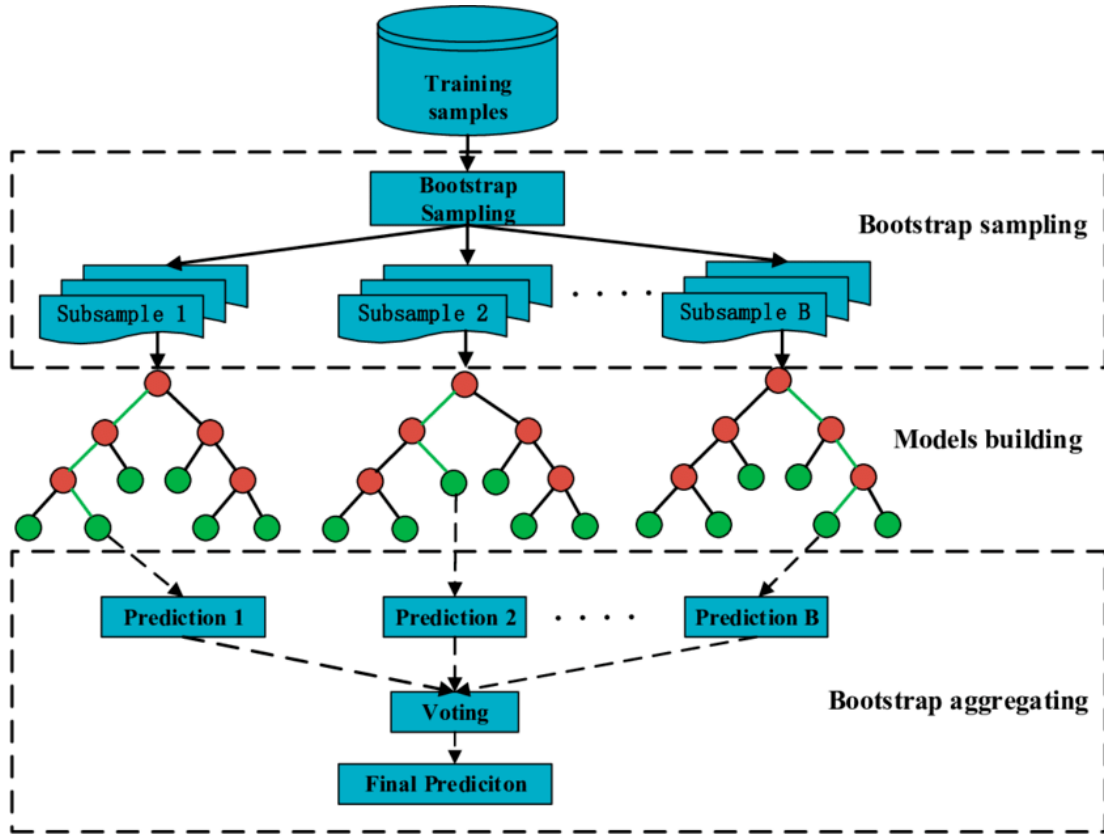 Training
samples
Bootstrap
Sampling
Bootstrap sampling
Subsample 1
Subsample 2
. . . . .
Subsample B
Models building
Prediction 1
Prediction 2
. . . . .
Prediction B
Voting
Bootstrap aggregating
Final Prediciton